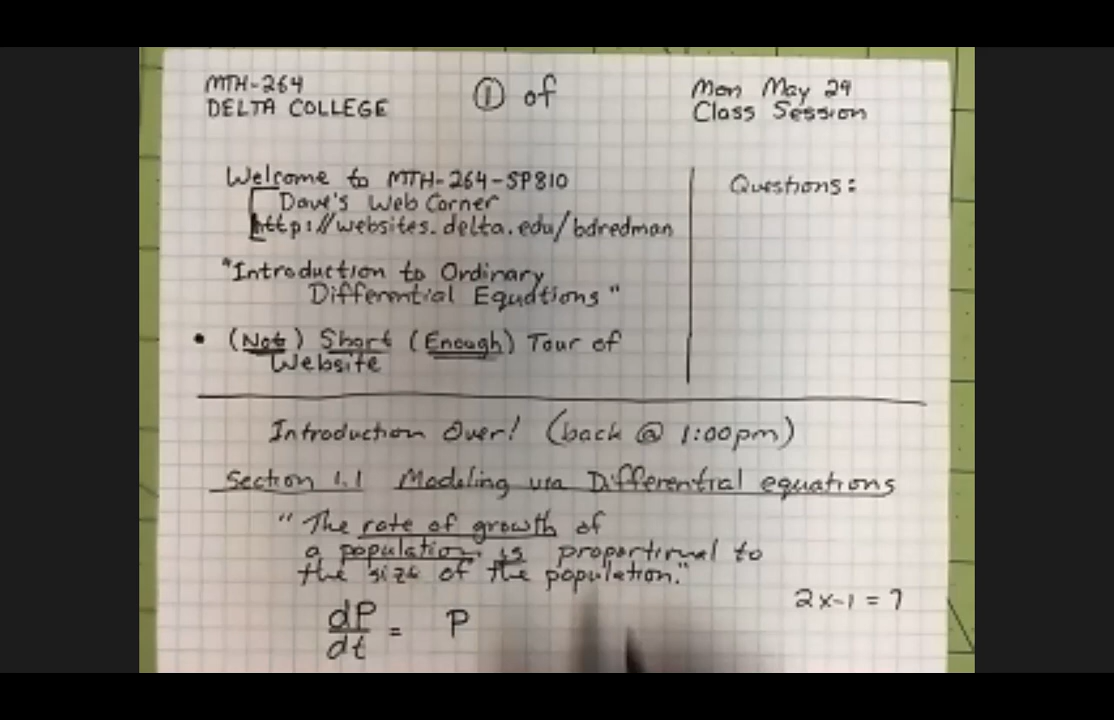 MTH-264
DELTA COLLEGE
① of
Mon May 29
Class Session
Welcome to MTH-264-SP810
Dave's Web Corner
http://websites.delta.edu/bdredman
"Introduction to Ordinary
Differential Equations"
• (Not) Short (Enough) Tour of
Website
Questions:
Introduction Over! (back @ 1:00pm)
Section 1.1 Modeling via Differential equations
"The rate of growth of
a population is proportional to
the size of the population."
2x-1 = 7
dP/dt = P